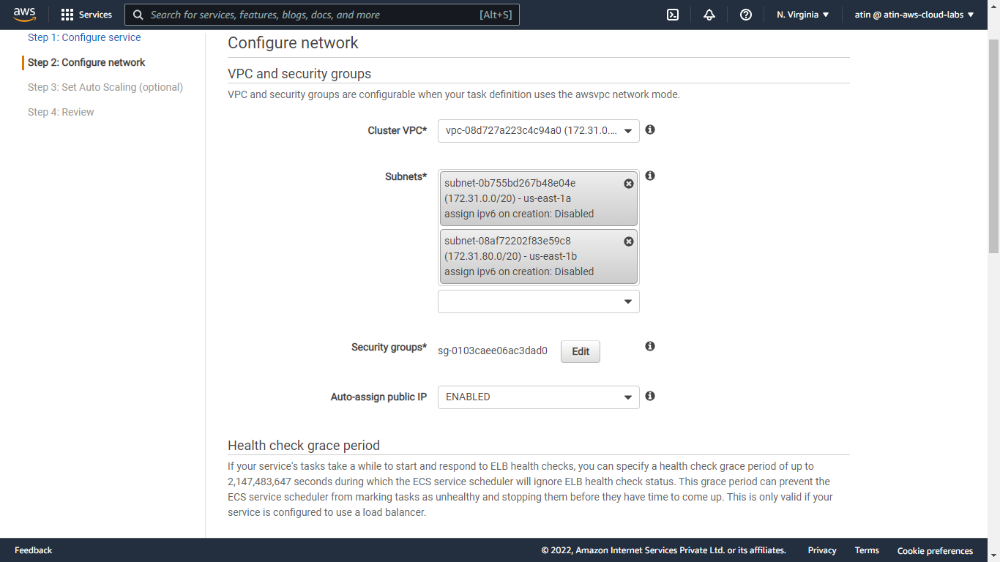 aws
Services
Search for services, features, blogs, docs, and more
[Alt+S]
N. Virginia
atin @ atin-aws-cloud-labs
Step 1: Configure service
Step 2: Configure network
Step 3: Set Auto Scaling (optional)
Step 4: Review
Configure network
VPC and security groups
VPC and security groups are configurable when your task definition uses the awsvpc network mode.
Cluster VPC*
vpc-08d727a223c4c94a0 (172.31.0....
Subnets*
subnet-0b755bd267b48e04e
(172.31.0.0/20) - us-east-1a
assign ipv6 on creation: Disabled
subnet-08af72202f83e59c8
(172.31.80.0/20) - us-east-1b
assign ipv6 on creation: Disabled
Security groups*
sg-0103caee06ac3dad0
Edit
Auto-assign public IP
ENABLED
Health check grace period
If your service's tasks take a while to start and respond to ELB health checks, you can specify a health check grace period of up to
2,147,483,647 seconds during which the ECS service scheduler will ignore ELB health check status. This grace period can prevent the
ECS service scheduler from marking tasks as unhealthy and stopping them before they have time to come up. This is only valid if your
service is configured to use a load balancer.
Feedback
© 2022, Amazon Internet Services Private Ltd. or its affiliates.
Privacy
Terms
Cookie preferences